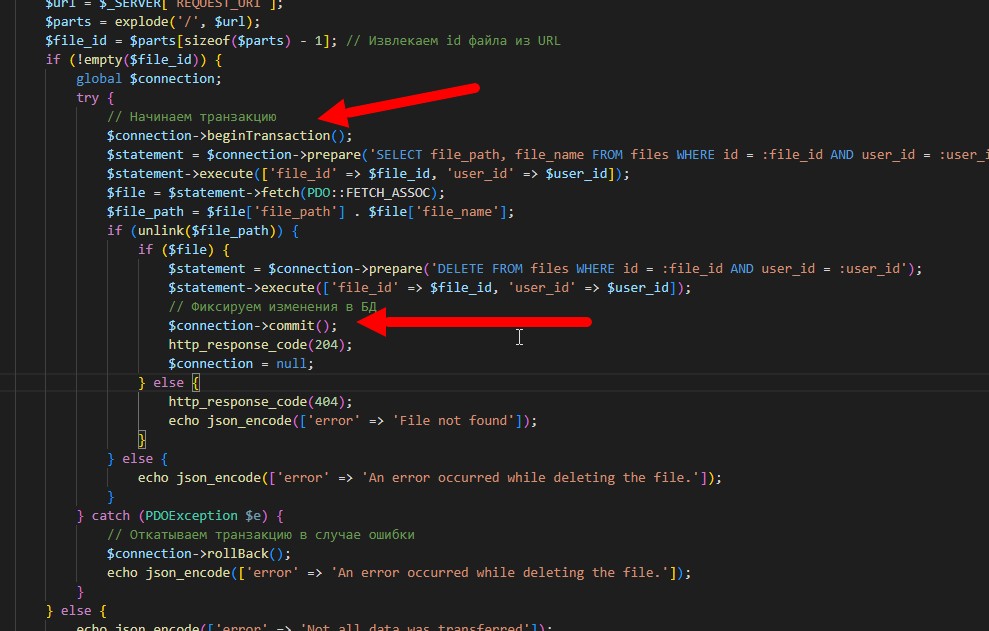 $url = $_SERVER['REQUEST_URI'];
$parts = explode('/', $url);
$file_id = $parts[sizeof($parts) - 1]; // Извлекаем id файла из URL
if (!empty($file_id)) {
global $connection;
try {
// Начинаем транзакцию
$connection->beginTransaction();
$statement = $connection->prepare('SELECT file_path, file_name FROM files WHERE id = :file_id AND user_id = :user_i
$statement->execute(['file_id' => $file_id, 'user_id' => $user_id]);
$file = $statement->fetch(PDO::FETCH_ASSOC);
$file_path = $file['file_path'] . $file['file_name'];
if (unlink($file_path)) {
if ($file) {
$statement = $connection->prepare('DELETE FROM files WHERE id = :file_id AND user_id = :user_id');
$statement->execute(['file_id' => $file_id, 'user_id' => $user_id]);
// Фиксируем изменения в БД
$connection->commit();
http_response_code(204);
$connection = null;
} else {
http_response_code(404);
echo json_encode(['error' => 'File not found']);
}
} else {
echo json_encode(['error' => 'An error occurred while deleting the file.']);
}
} catch (PDOException $e) {
// Откатываем транзакцию в случае ошибки
$connection->rollBack();
echo json_encode(['error' => 'An error occurred while deleting the file.']);
}
} else {
echo json_encode(['error' => 'Not all data was transferred']);